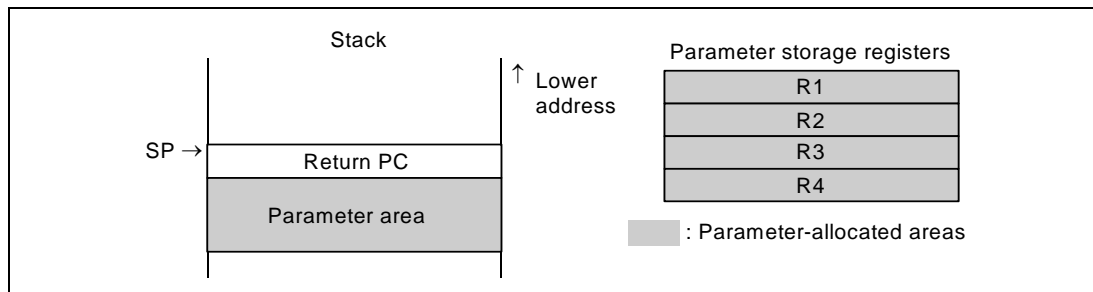 Stack
↑ Lower
address
SP →
Return PC
Parameter area
Parameter storage registers
R1
R2
R3
R4
: Parameter-allocated areas